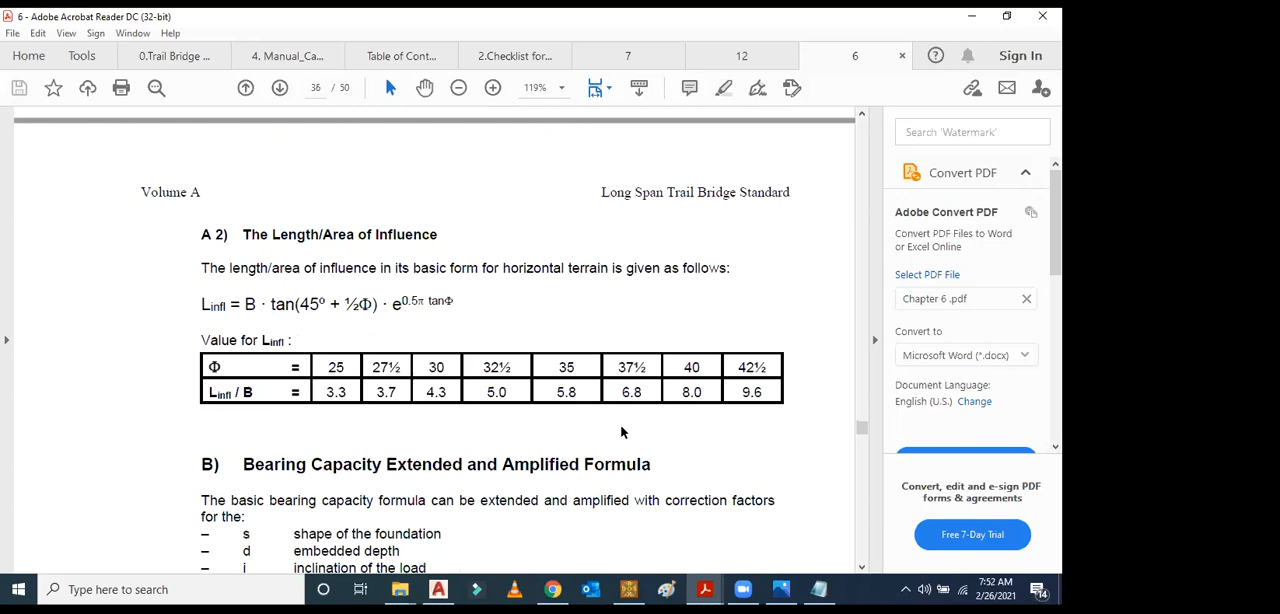 6 - Adobe Acrobat Reader DC (32-bit)
File Edit View Sign Window Help
Home Tools 0.Trail Bridge ... 4. Manual_Ca... Table of Cont... 2.Checklist for... 7 12 6 × Sign In
36 / 50 119%
Volume A Long Span Trail Bridge Standard
A 2) The Length/Area of Influence
The length/area of influence in its basic form for horizontal terrain is given as follows:
Linfl = B · tan(45º + ½Φ) · e^0.5π tanΦ
Value for Linfl :
Φ = 25 27½ 30 32½ 35 37½ 40 42½
Linfl / B = 3.3 3.7 4.3 5.0 5.8 6.8 8.0 9.6
B) Bearing Capacity Extended and Amplified Formula
The basic bearing capacity formula can be extended and amplified with correction factors
for the:
– s shape of the foundation
– d embedded depth
– i inclination of the load
Search 'Watermark'
Convert PDF
Adobe Convert PDF
Convert PDF Files to Word
or Excel Online
Select PDF File
Chapter 6 .pdf
Convert to
Microsoft Word (*.docx)
Document Language:
English (U.S.) Change
Convert, edit and e-sign PDF
forms & agreements
Free 7-Day Trial
Type here to search
7:52 AM
2/26/2021
14